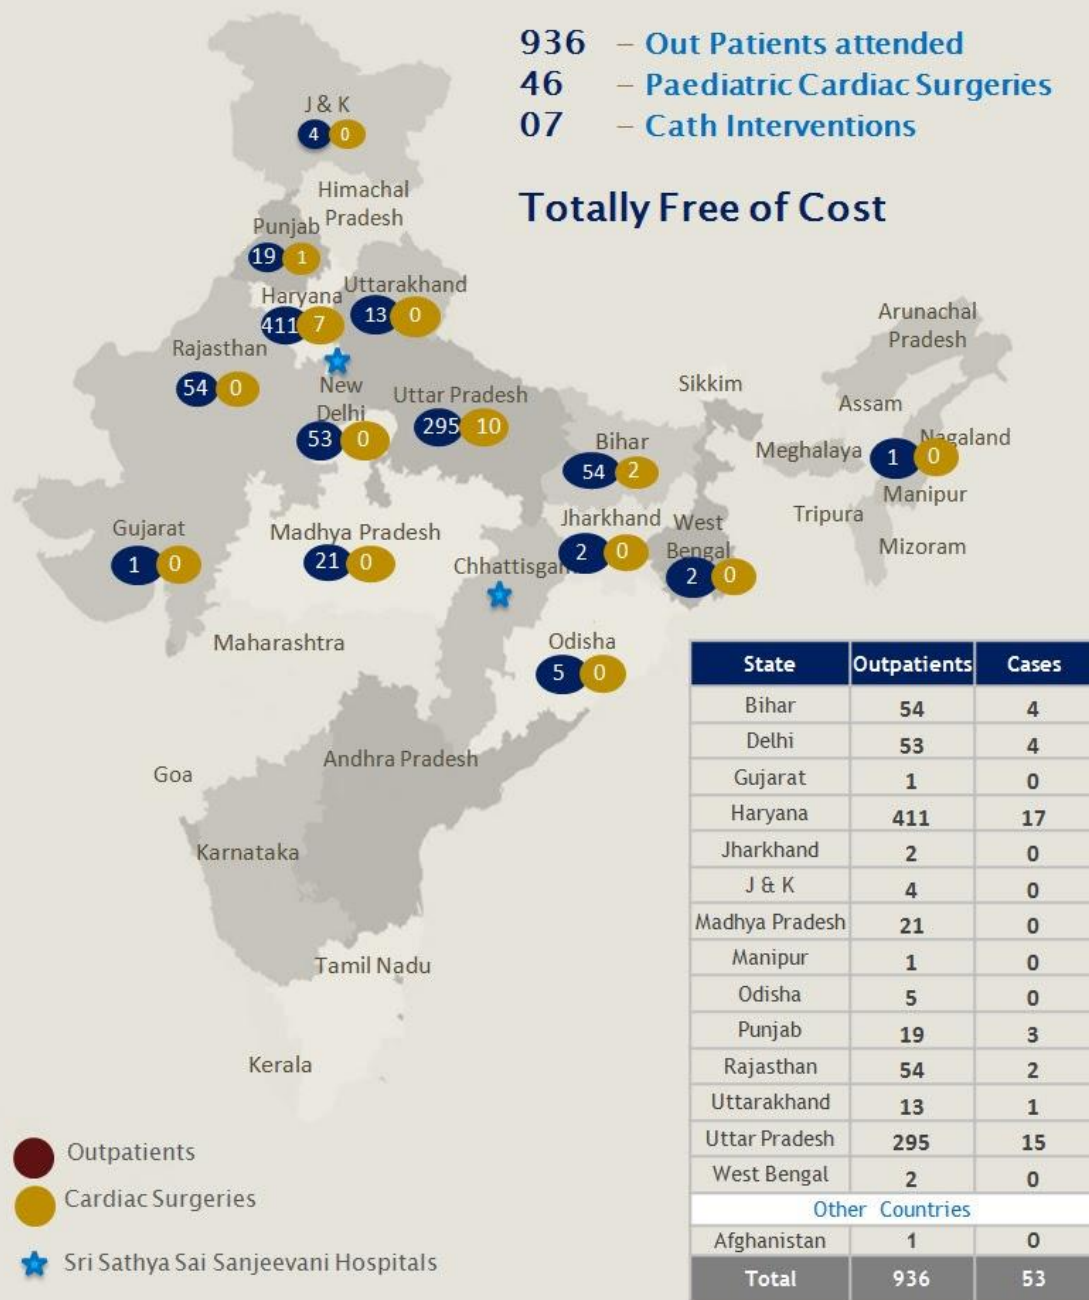 936 – Out Patients attended
46 – Paediatric Cardiac Surgeries
07 – Cath Interventions
Totally Free of Cost
J & K
4 0
Himachal
Pradesh
Punjab
19 1
Haryana
411 7
Uttarakhand
13 0
Rajasthan
54 0
New
Delhi
53 0
Uttar Pradesh
295 10
Sikkim
Arunachal
Pradesh
Assam
Nagaland
Meghalaya
1 0
Manipur
Tripura
Mizoram
Bihar
54 2
Jharkhand
2 0
West
Bengal
2 0
Gujarat
1 0
Madhya Pradesh
21 0
Chhattisgarh
Maharashtra
Odisha
5 0
Andhra Pradesh
Goa
Karnataka
Tamil Nadu
Kerala
State Outpatients Cases
Bihar 54 4
Delhi 53 4
Gujarat 1 0
Haryana 411 17
Jharkhand 2 0
J & K 4 0
Madhya Pradesh 21 0
Manipur 1 0
Odisha 5 0
Punjab 19 3
Rajasthan 54 2
Uttarakhand 13 1
Uttar Pradesh 295 15
West Bengal 2 0
Other Countries
Afghanistan 1 0
Total 936 53
Outpatients
Cardiac Surgeries
Sri Sathya Sai Sanjeevani Hospitals